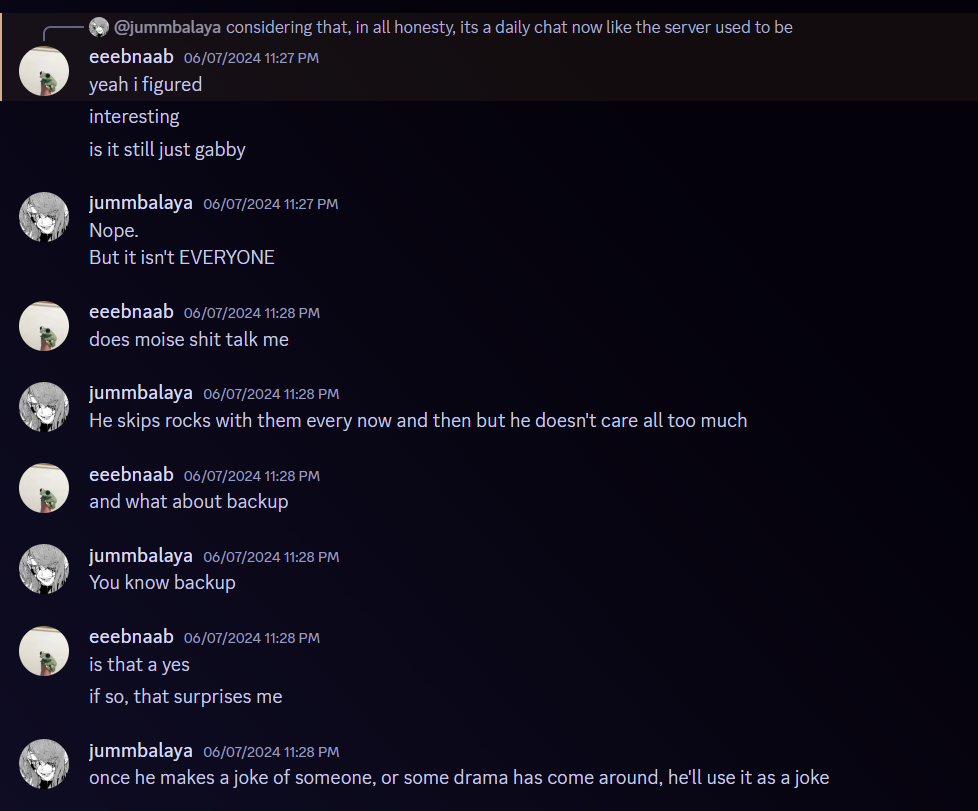 @jummbalaya considering that, in all honesty, its a daily chat now like the server used to be
eeebnaab 06/07/2024 11:27 PM
yeah i figured
interesting
is it still just gabby
jummbalaya 06/07/2024 11:27 PM
Nope.
But it isn't EVERYONE
eeebnaab 06/07/2024 11:28 PM
does moise shit talk me
jummbalaya 06/07/2024 11:28 PM
He skips rocks with them every now and then but he doesn't care all too much
eeebnaab 06/07/2024 11:28 PM
and what about backup
jummbalaya 06/07/2024 11:28 PM
You know backup
eeebnaab 06/07/2024 11:28 PM
is that a yes
if so, that surprises me
jummbalaya 06/07/2024 11:28 PM
once he makes a joke of someone, or some drama has come around, he'll use it as a joke